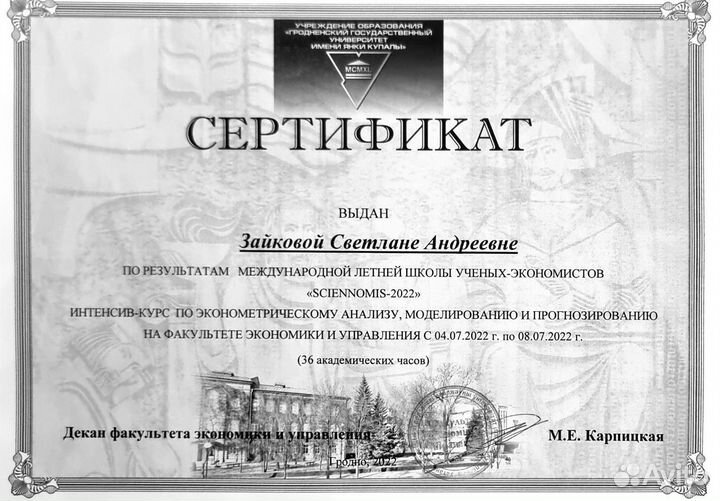 УЧРЕЖДЕНИЕ ОБРАЗОВАНИЯ
«ГРОДНЕНСКИЙ ГОСУДАРСТВЕННЫЙ
УНИВЕРСИТЕТ
ИМЕНИ ЯНКИ КУПАЛЫ»
MCMXL
СЕРТИФИКАТ
ВЫДАН
Зайковой Светлане Андреевне
ПО РЕЗУЛЬТАТАМ МЕЖДУНАРОДНОЙ ЛЕТНЕЙ ШКОЛЫ УЧЕНЫХ-ЭКОНОМИСТОВ
«SCIENNOMIS-2022»
ИНТЕНСИВ-КУРС ПО ЭКОНОМЕТРИЧЕСКОМУ АНАЛИЗУ, МОДЕЛИРОВАНИЮ И ПРОГНОЗИРОВАНИЮ
НА ФАКУЛЬТЕТЕ ЭКОНОМИКИ И УПРАВЛЕНИЯ С 04.07.2022 г. по 08.07.2022 г.
(36 академических часов)
Декан факультета экономики и управления М.Е. Карпицкая
Гродно, 2022
Avito